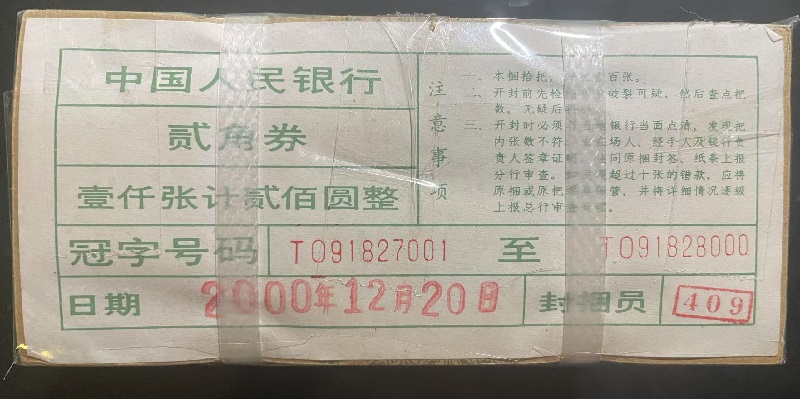 中国人民银行
贰角券
壹仟张计贰佰圆整
注意事项
一、本捆拾把，百张。
二、开封前先检破裂可疑，然后查点把
数，无疑后
三、开封时必须银行当面点清，发现把
内张数不符，在场人、经手人及银行负
责人签章证明，同原捆封签、纸条上报
分行审查。超过十张的错款，应将
原捆或原把管，并将详细情况逐级
上报总行审
冠字号码 T091827001 至 T091828000
日期 2000年12月20日 封捆员 409